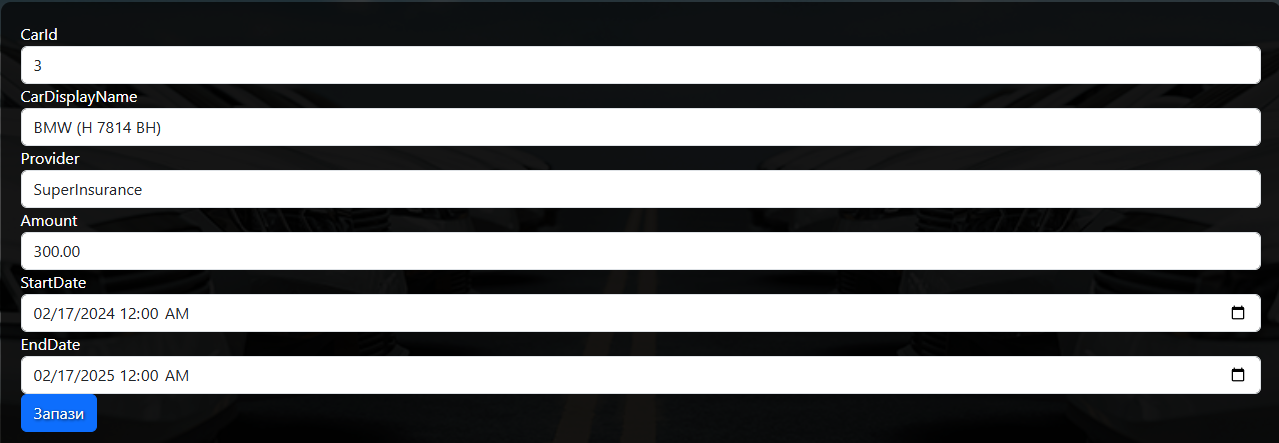 CarId
3
CarDisplayName
BMW (H 7814 BH)
Provider
SuperInsurance
Amount
300.00
StartDate
02/17/2024 12:00 AM
EndDate
02/17/2025 12:00 AM
Запази